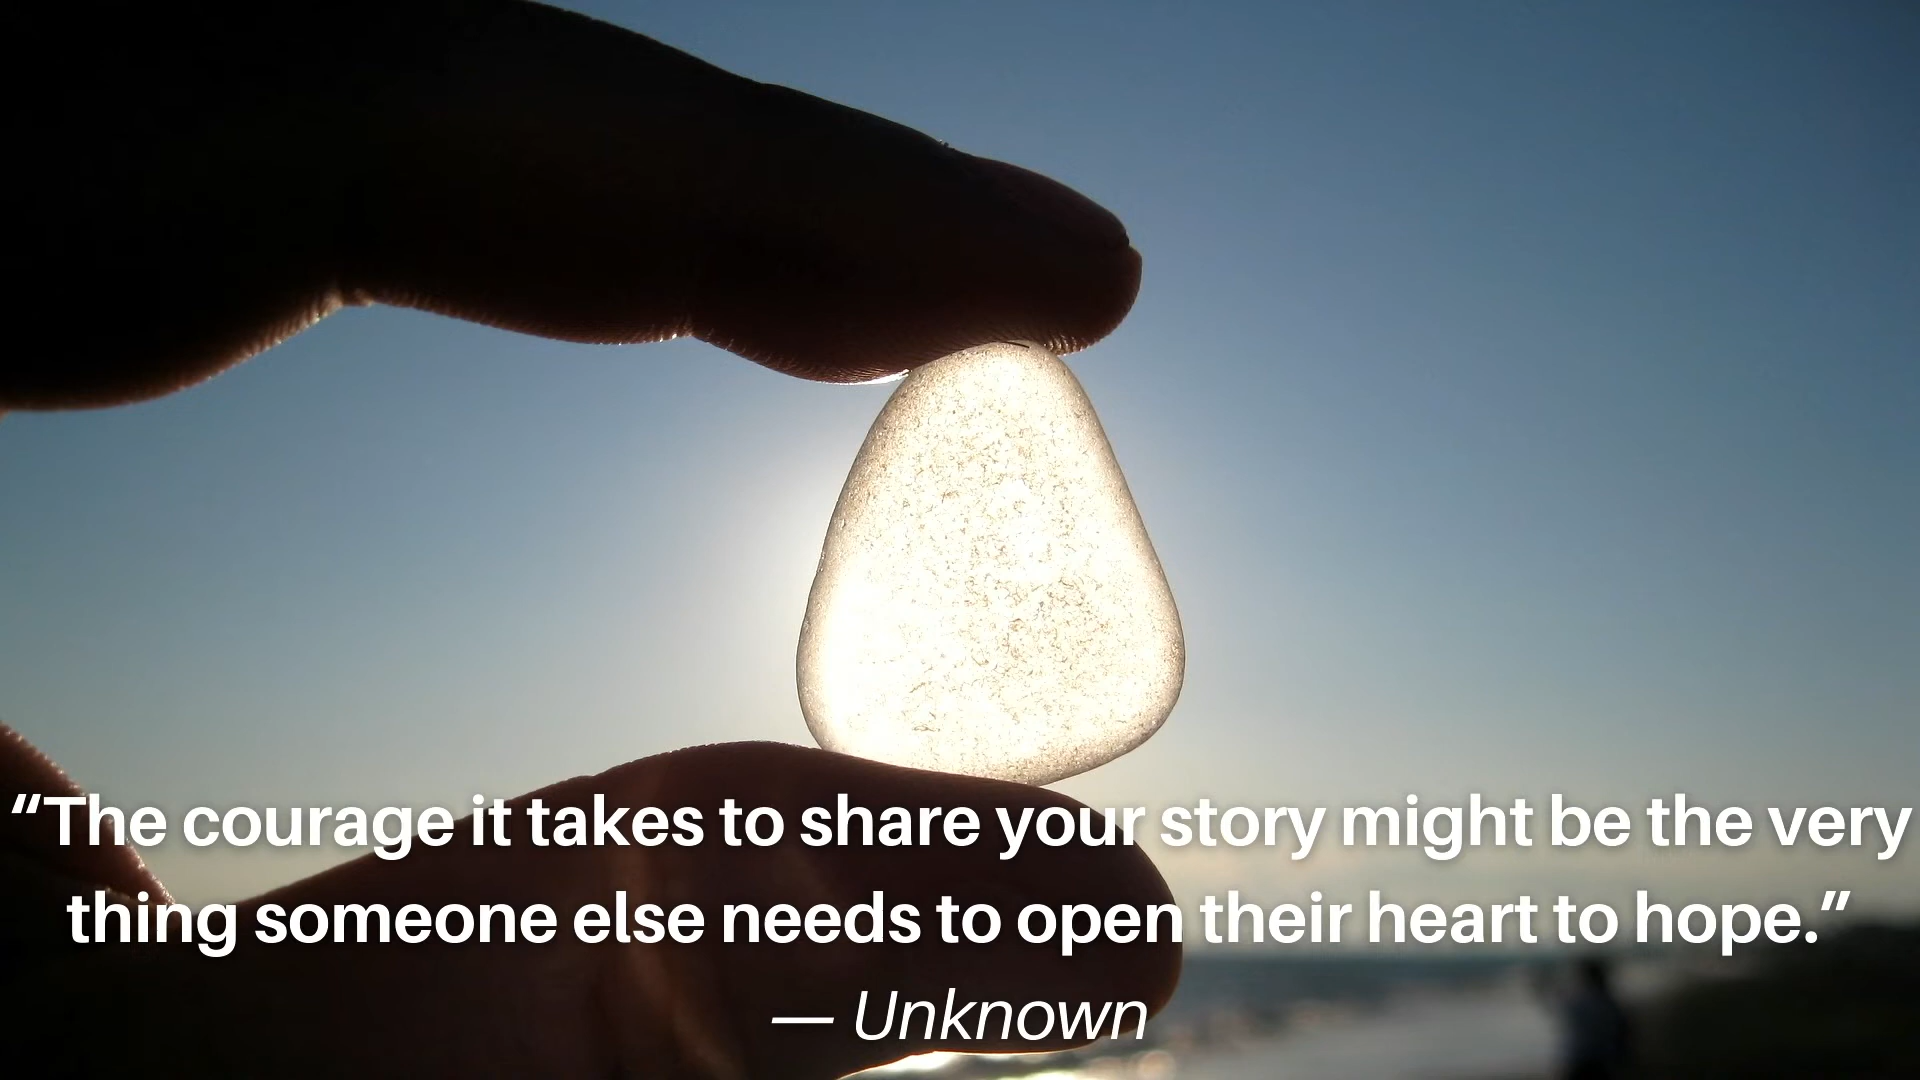 “The courage it takes to share your story might be the very
thing someone else needs to open their heart to hope.”
— Unknown